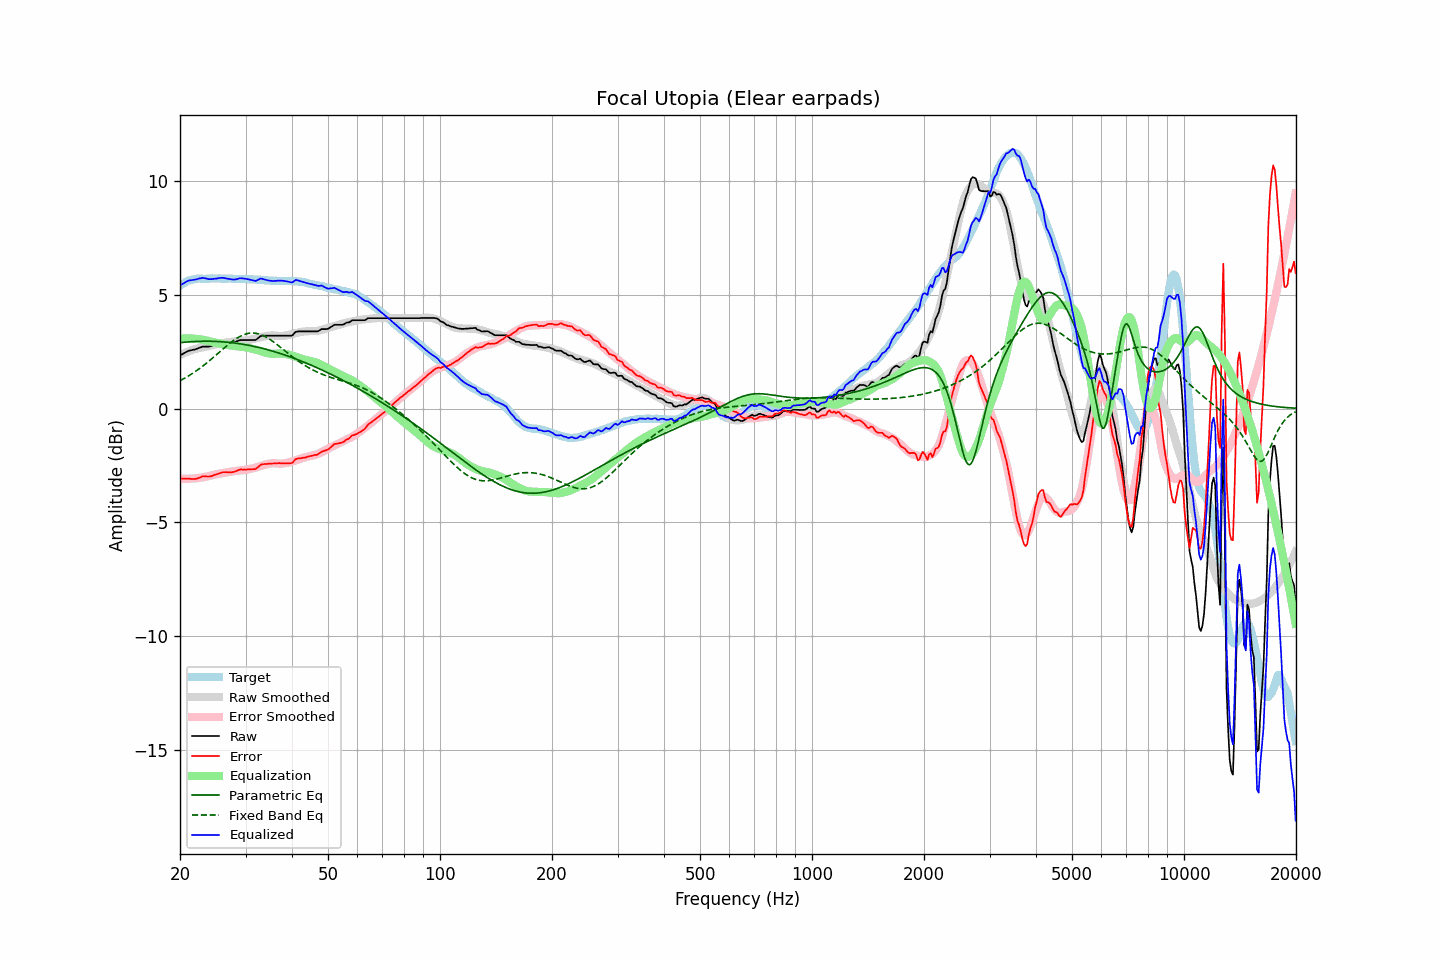 Focal Utopia (Elear earpads)
Amplitude (dBr)
10
5
0
−5
−10
−15
Target
Raw Smoothed
Error Smoothed
Raw
Error
Equalization
Parametric Eq
Fixed Band Eq
Equalized
20 50 100 200 500 1000 2000 5000 10000 20000
Frequency (Hz)